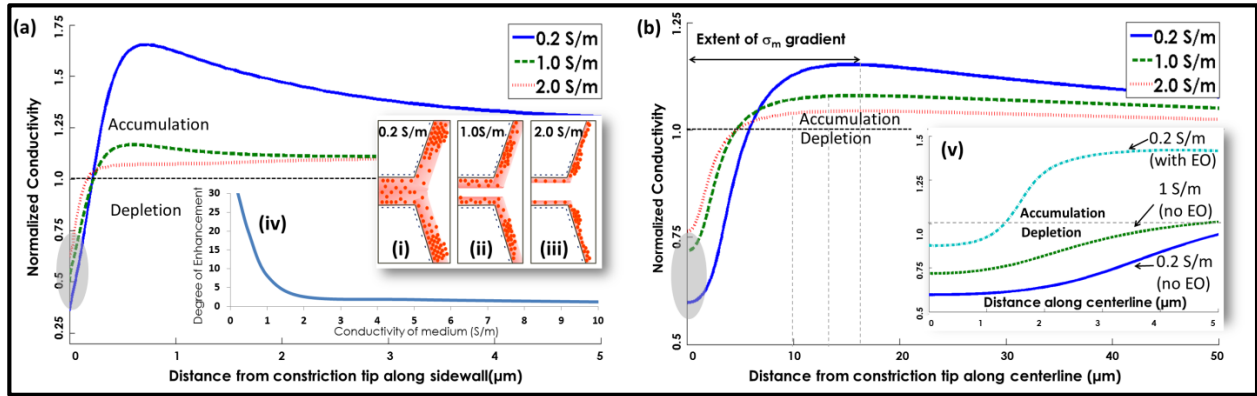 (a)
Normalized Conductivity
1.75
1.5
1.25
1.0
0.75
0.5
0.25
0.2 S/m
1.0 S/m
2.0 S/m
Accumulation
Depletion
0.2 S/m
1.0S/m
2.0 S/m
(i)
(ii)
(iii)
(iv)
Degree of Enhancement
30
25
20
15
10
5
0
0 1 2 3 4 5 6 7 8 9 10
Conductivity of medium (S/m)
0 1 2 3 4 5
Distance from constriction tip along sidewall(µm)
(b)
Normalized Conductivity
1.25
1.0
0.75
0.5
Extent of σm gradient
0.2 S/m
1.0 S/m
2.0 S/m
Accumulation
Depletion
(v)
0.2 S/m
(with EO)
1 S/m
(no EO)
Accumulation
Depletion
0.2 S/m
(no EO)
1.0
0.75
0.5
Distance along centerline (µm)
0 1 2 3 4 5
0 10 20 30 40 50
Distance from constriction tip along centerline (µm)